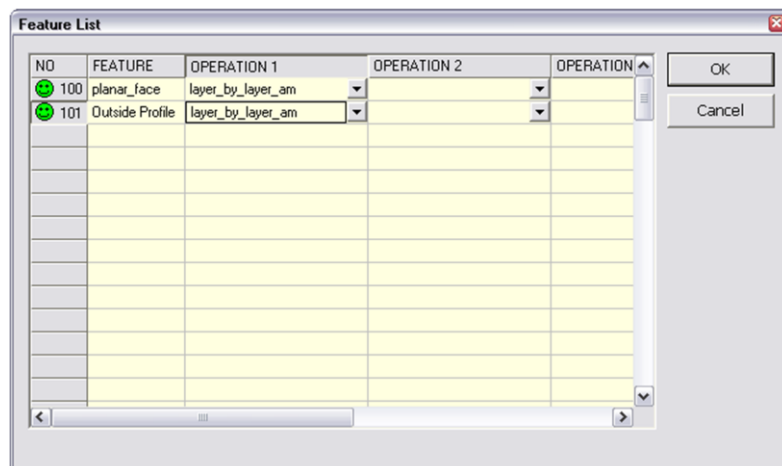 Feature List
NO FEATURE OPERATION 1 OPERATION 2 OPERATION
100 planar_face layer_by_layer_am
101 Outside Profile layer_by_layer_am
OK
Cancel